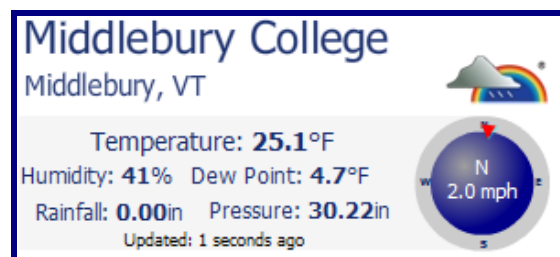 Middlebury College
Middlebury, VT
®
Temperature: 25.1°F
Humidity: 41% Dew Point: 4.7°F
Rainfall: 0.00in Pressure: 30.22in
Updated: 1 seconds ago
N
W
E
N
2.0 mph
S